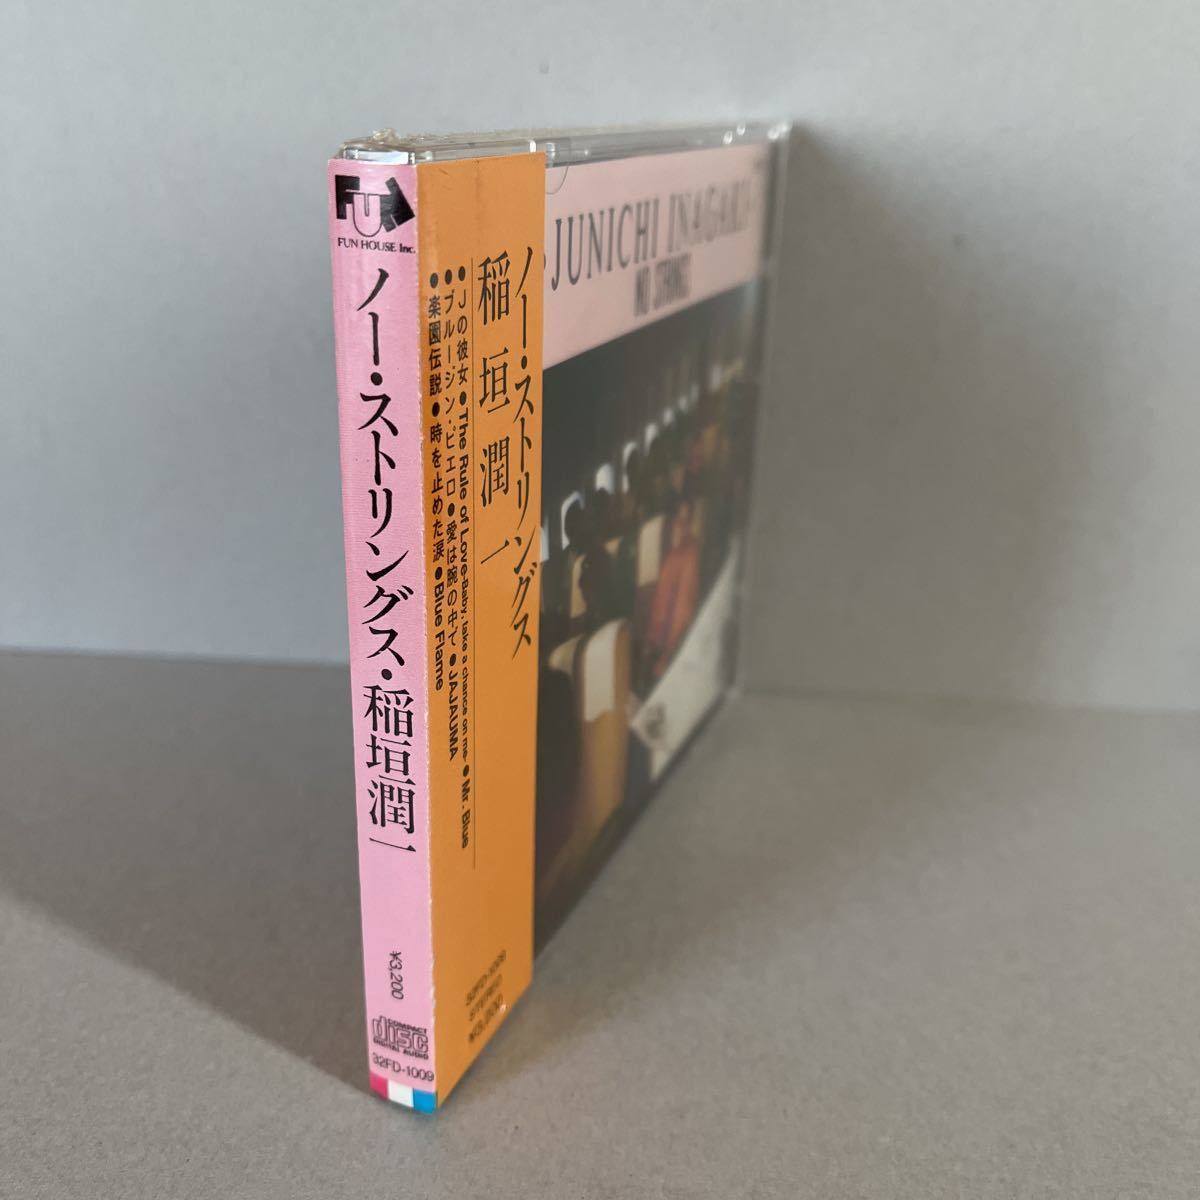 FUN
FUN HOUSE Inc.
ノー・ストリングス・稲垣潤一
¥3,200
COMPACT
disc
DIGITAL AUDIO
32FD-1009
ノー・ストリングス
稲垣潤一
●Jの彼女●The Rule of Love-Baby, take a chance on me-●Mr. Blue
●ブルージン・ピエロ●愛は腕の中で●JAJAUMA
●楽園伝説●時を止めた涙●Blue Flame
32FD-1009
STEREO
¥3,200
JUNICHI INAGAKI
NO STRINGS